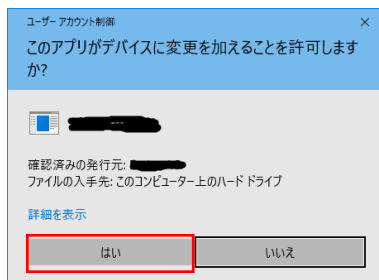 ユーザー アカウント制御
このアプリがデバイスに変更を加えることを許可します
か?
確認済みの発行元:
ファイルの入手先: このコンピューター上のハード ドライブ
詳細を表示
はい
いいえ